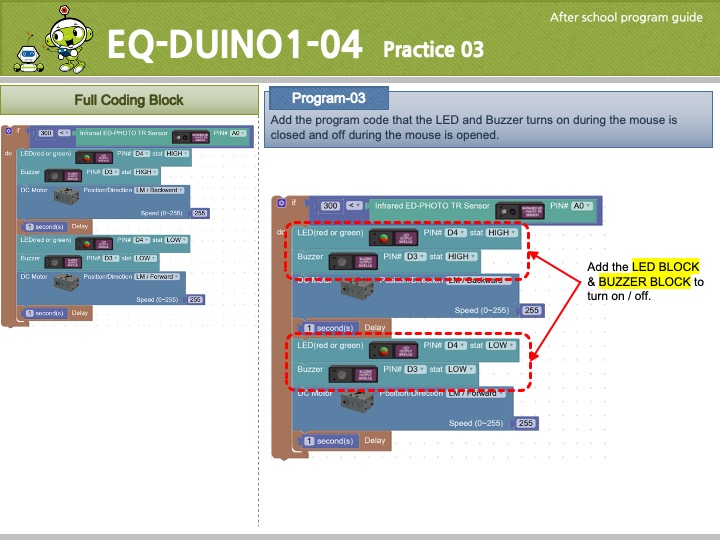 After school program guide
EQ-DUINO1-04 Practice 03
Full Coding Block
if
300 < Infrared ED-PHOTO TR Sensor PIN# A0
do
LED(red or green) PIN# D4 stat HIGH
Buzzer PIN# D3 stat HIGH
DC Motor Position/Direction LM / Backward
Speed (0~255) 255
1 second(s) Delay
LED(red or green) PIN# D4 stat LOW
Buzzer PIN# D3 stat LOW
DC Motor Position/Direction LM / Forward
Speed (0~255) 255
1 second(s) Delay
Program-03
Add the program code that the LED and Buzzer turns on during the mouse is
closed and off during the mouse is opened.
if
300 < Infrared ED-PHOTO TR Sensor PIN# A0
do
LED(red or green) PIN# D4 stat HIGH
Buzzer PIN# D3 stat HIGH
DC Motor Position/Direction LM / Backward
Speed (0~255) 255
1 second(s) Delay
LED(red or green) PIN# D4 stat LOW
Buzzer PIN# D3 stat LOW
DC Motor Position/Direction LM / Forward
Speed (0~255) 255
1 second(s) Delay
Add the LED BLOCK
& BUZZER BLOCK to
turn on / off.